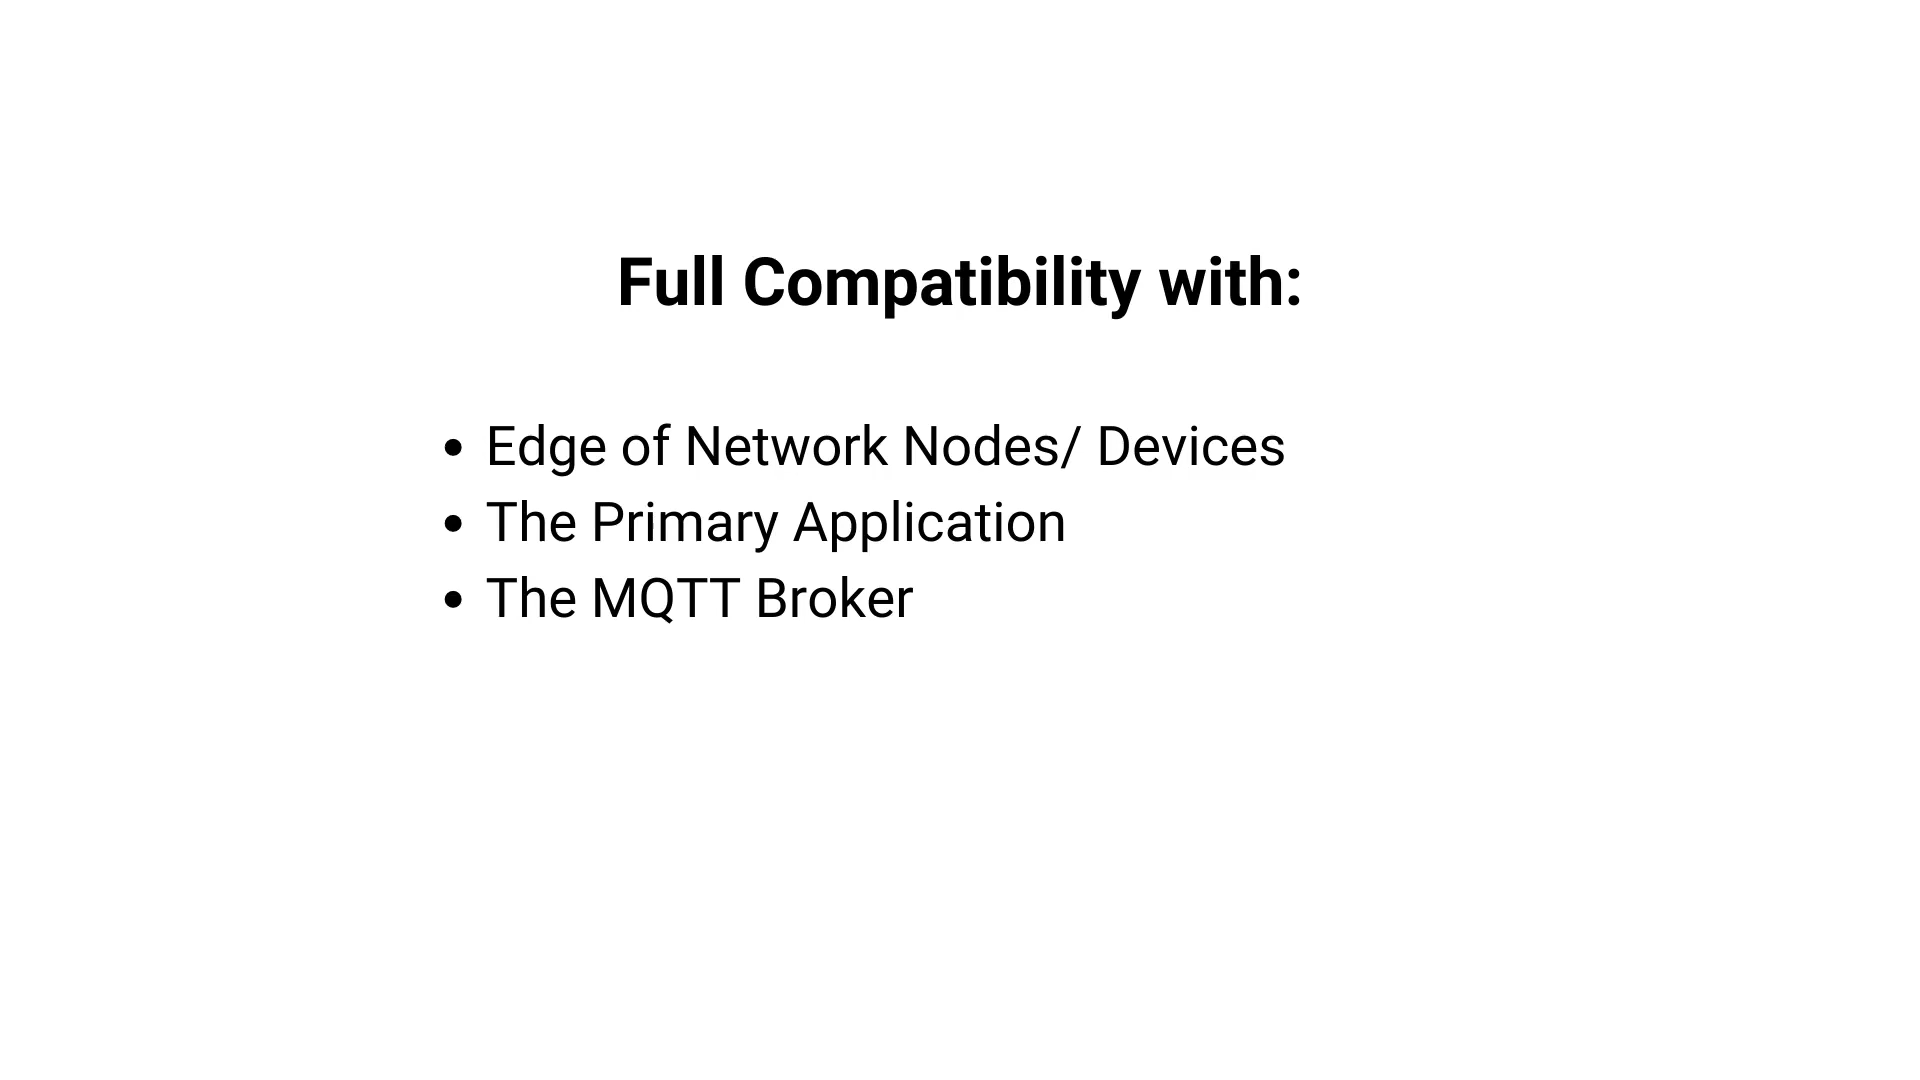 Full Compatibility with:
• Edge of Network Nodes/ Devices
• The Primary Application
• The MQTT Broker